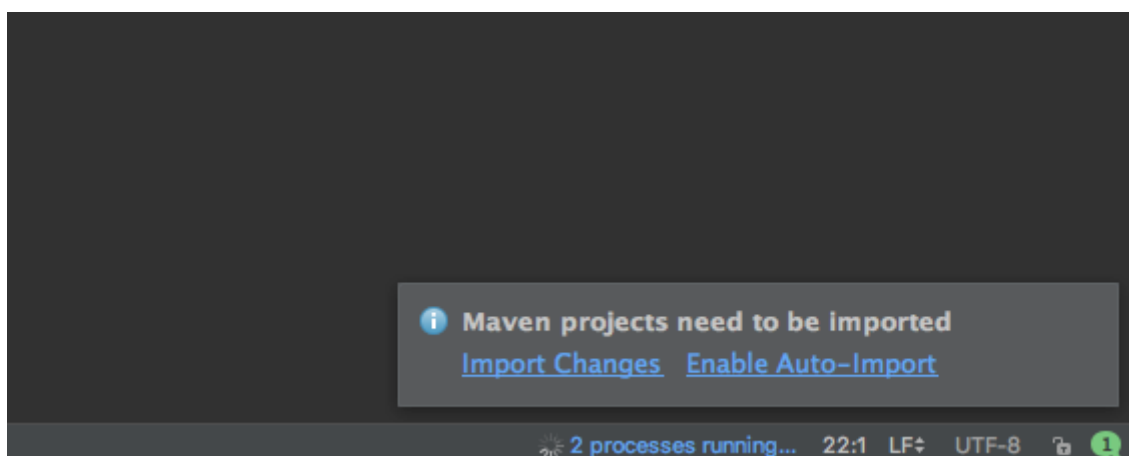 Maven projects need to be imported
Import Changes Enable Auto-Import
2 processes running... 22:1 LF UTF-8 1